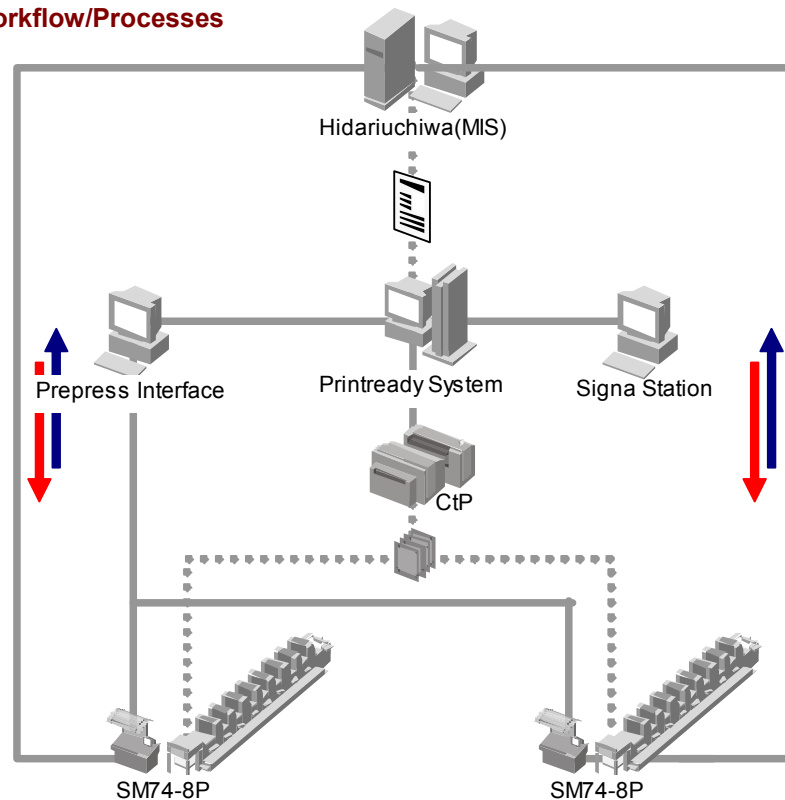 orkflow/Processes
Hidariuchiwa(MIS)
Prepress Interface
Printready System
Signa Station
CtP
SM74-8P
SM74-8P